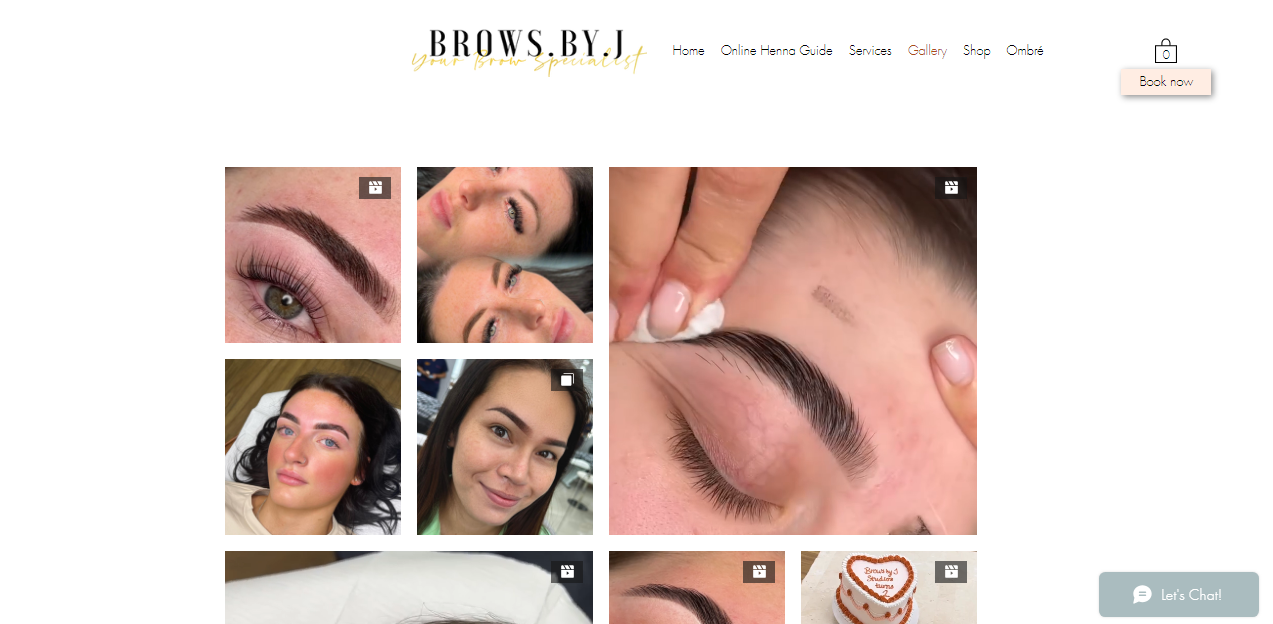 BROWS.BY.J
Your Brow Specialist
Home Online Henna Guide Services Gallery Shop Ombré
0
Book now
Brows by J
Studios
turns
2
Let's Chat!